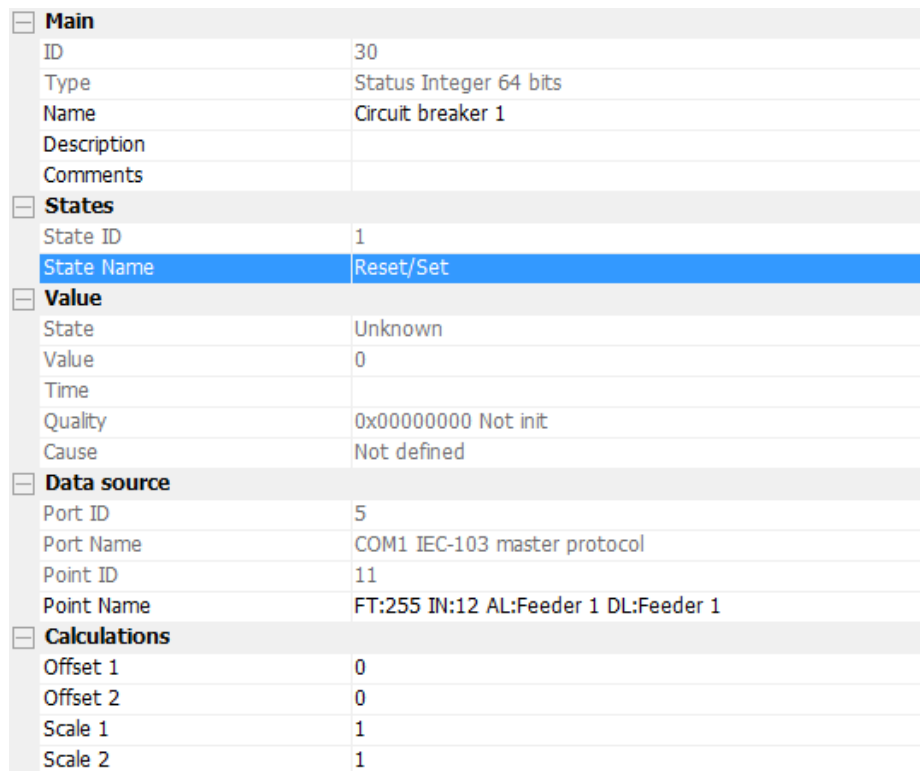 Main
ID 30
Type Status Integer 64 bits
Name Circuit breaker 1
Description
Comments
States
State ID 1
State Name Reset/Set
Value
State Unknown
Value 0
Time
Quality 0x00000000 Not init
Cause Not defined
Data source
Port ID 5
Port Name COM1 IEC-103 master protocol
Point ID 11
Point Name FT:255 IN:12 AL:Feeder 1 DL:Feeder 1
Calculations
Offset 1 0
Offset 2 0
Scale 1 1
Scale 2 1